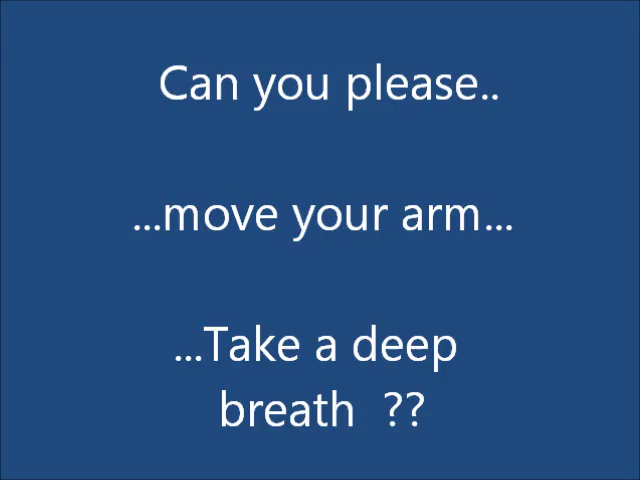 Can you please..
...move your arm...
...Take a deep
breath ??